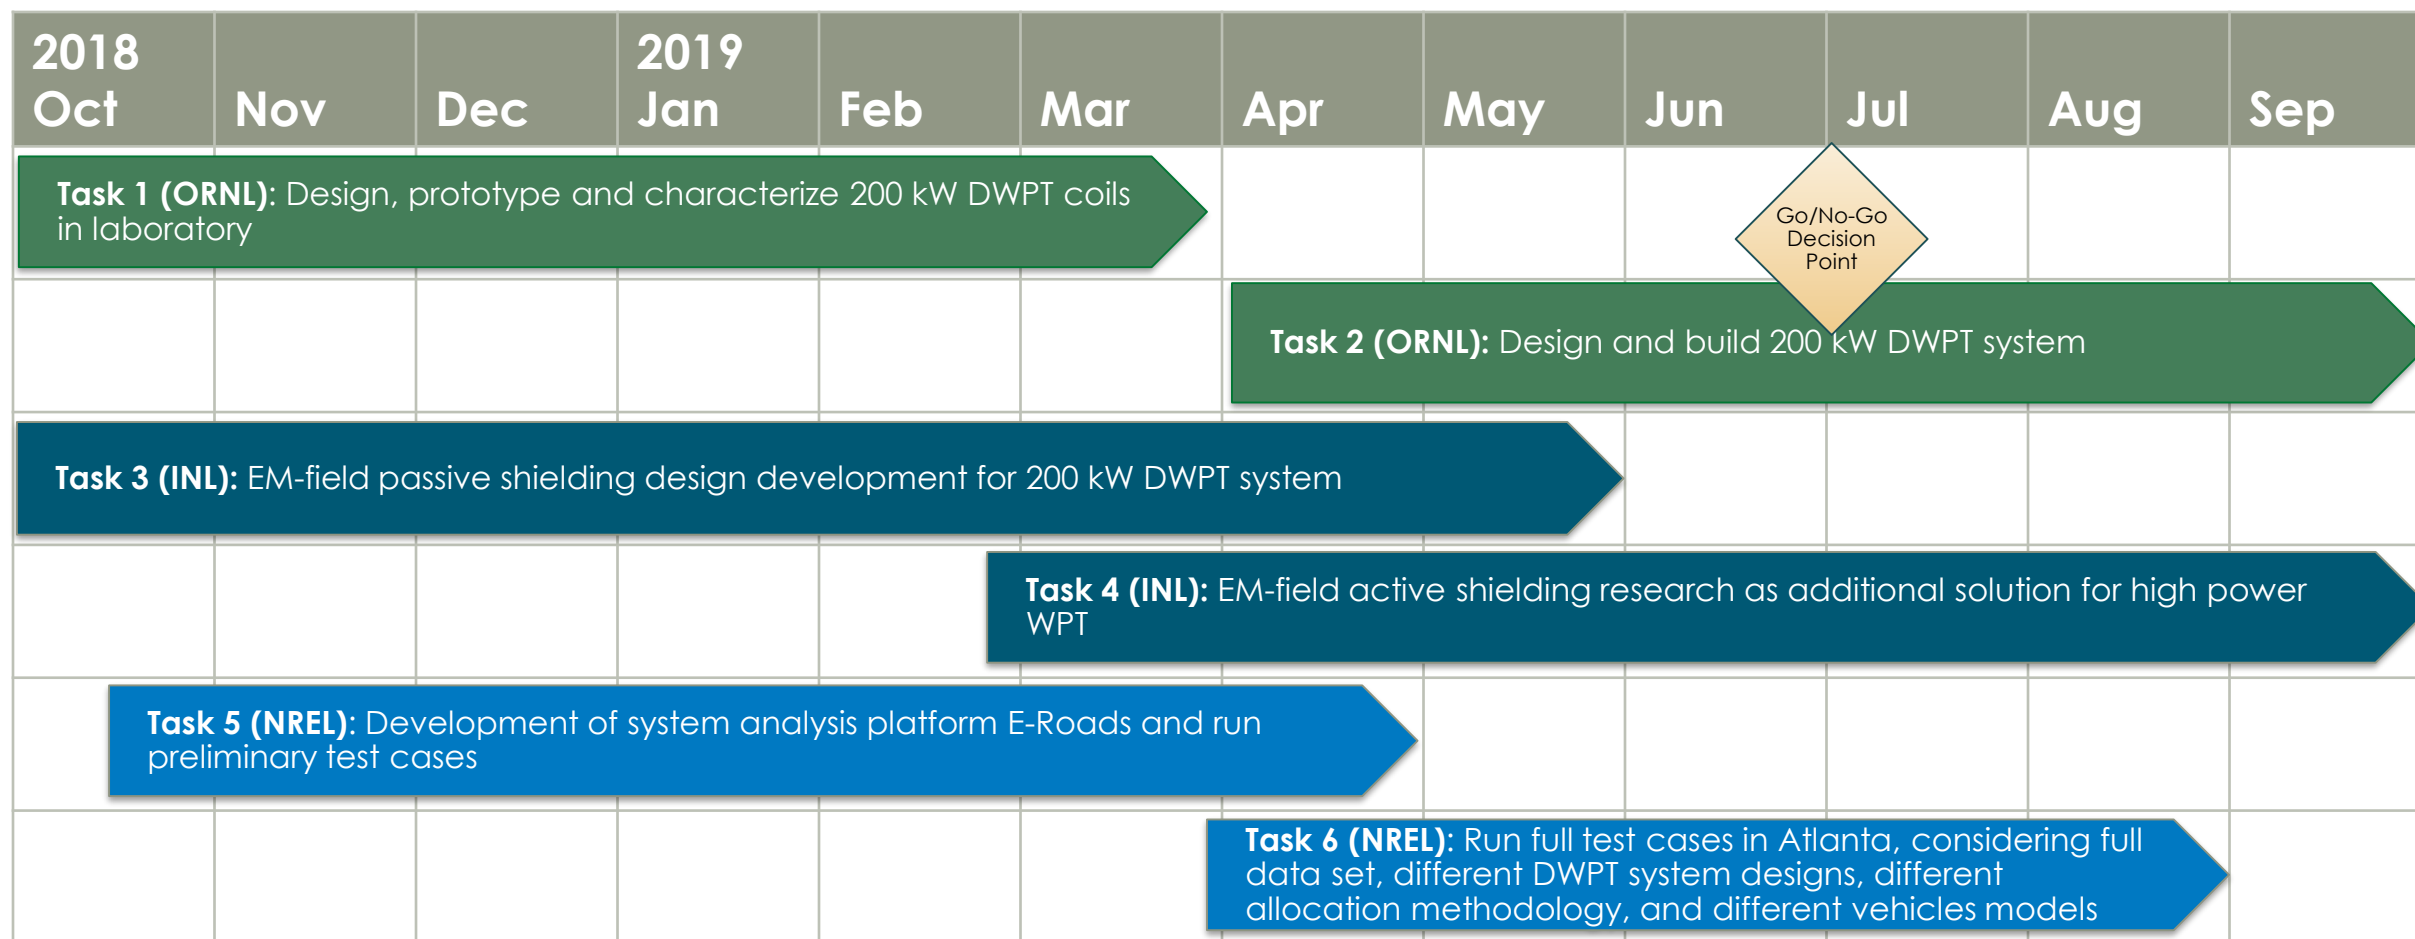 2018
Oct
Nov
Dec
2019
Jan
Feb
Mar
Apr
May
Jun
Jul
Aug
Sep
Task 1 (ORNL): Design, prototype and characterize 200 kW DWPT coils
in laboratory
Go/No-Go
Decision
Point
Task 2 (ORNL): Design and build 200 kW DWPT system
Task 3 (INL): EM-field passive shielding design development for 200 kW DWPT system
Task 4 (INL): EM-field active shielding research as additional solution for high power
WPT
Task 5 (NREL): Development of system analysis platform E-Roads and run
preliminary test cases
Task 6 (NREL): Run full test cases in Atlanta, considering full
data set, different DWPT system designs, different
allocation methodology, and different vehicles models